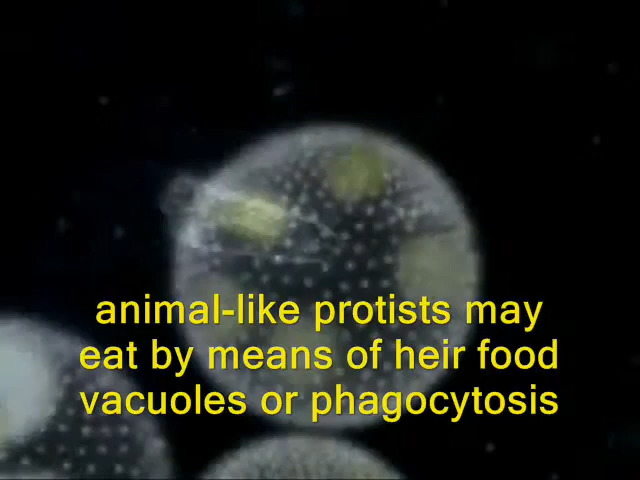 animal-like protists may
eat by means of heir food
vacuoles or phagocytosis